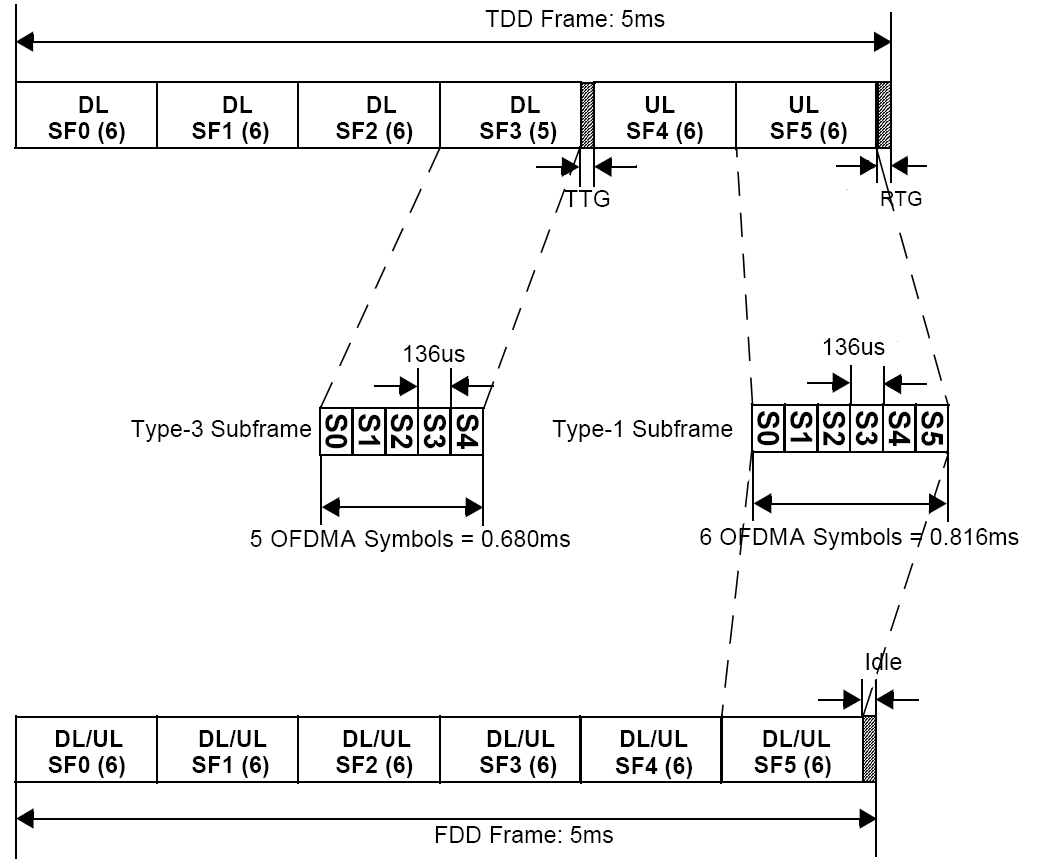 TDD Frame: 5ms
DL DL DL DL UL UL
SF0 (6) SF1 (6) SF2 (6) SF3 (5) SF4 (6) SF5 (6)
TTG RTG
136us 136us
Type-3 Subframe S0 S1 S2 S3 S4 Type-1 Subframe S0 S1 S2 S3 S4 S5
5 OFDMA Symbols = 0.680ms 6 OFDMA Symbols = 0.816ms
Idle
DL/UL DL/UL DL/UL DL/UL DL/UL DL/UL
SF0 (6) SF1 (6) SF2 (6) SF3 (6) SF4 (6) SF5 (6)
FDD Frame: 5ms